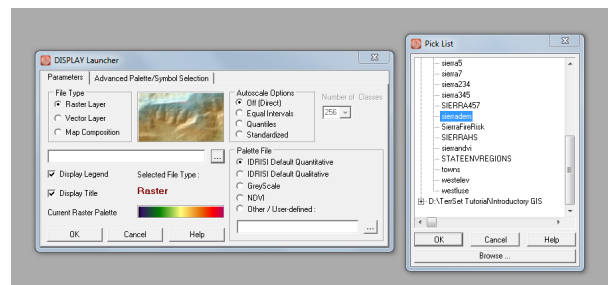 DISPLAY Launcher
Parameters
Advanced Palette/Symbol Selection
File Type
Raster Layer
Vector Layer
Map Composition
Autoscale Options
Off (Direct)
Equal Intervals
Quantiles
Standardized
Number of Classes
256
...
Display Legend
Selected File Type :
Display Title
Raster
Current Raster Palette
OK
Cancel
Help
Palette File
IDRISI Default Quantitative
IDRISI Default Qualitative
GreyScale
NDVI
Other / User-defined :
...
Pick List
sierra5
sierra7
sierra234
sierra345
SIERRA457
sierradem
SierraFireRisk
SIERRAHS
sierrandvi
STATEENVREGIONS
towns
westelev
westluse
D:\TerrSet Tutorial\Introductory GIS
OK
Cancel
Help
Browse ...